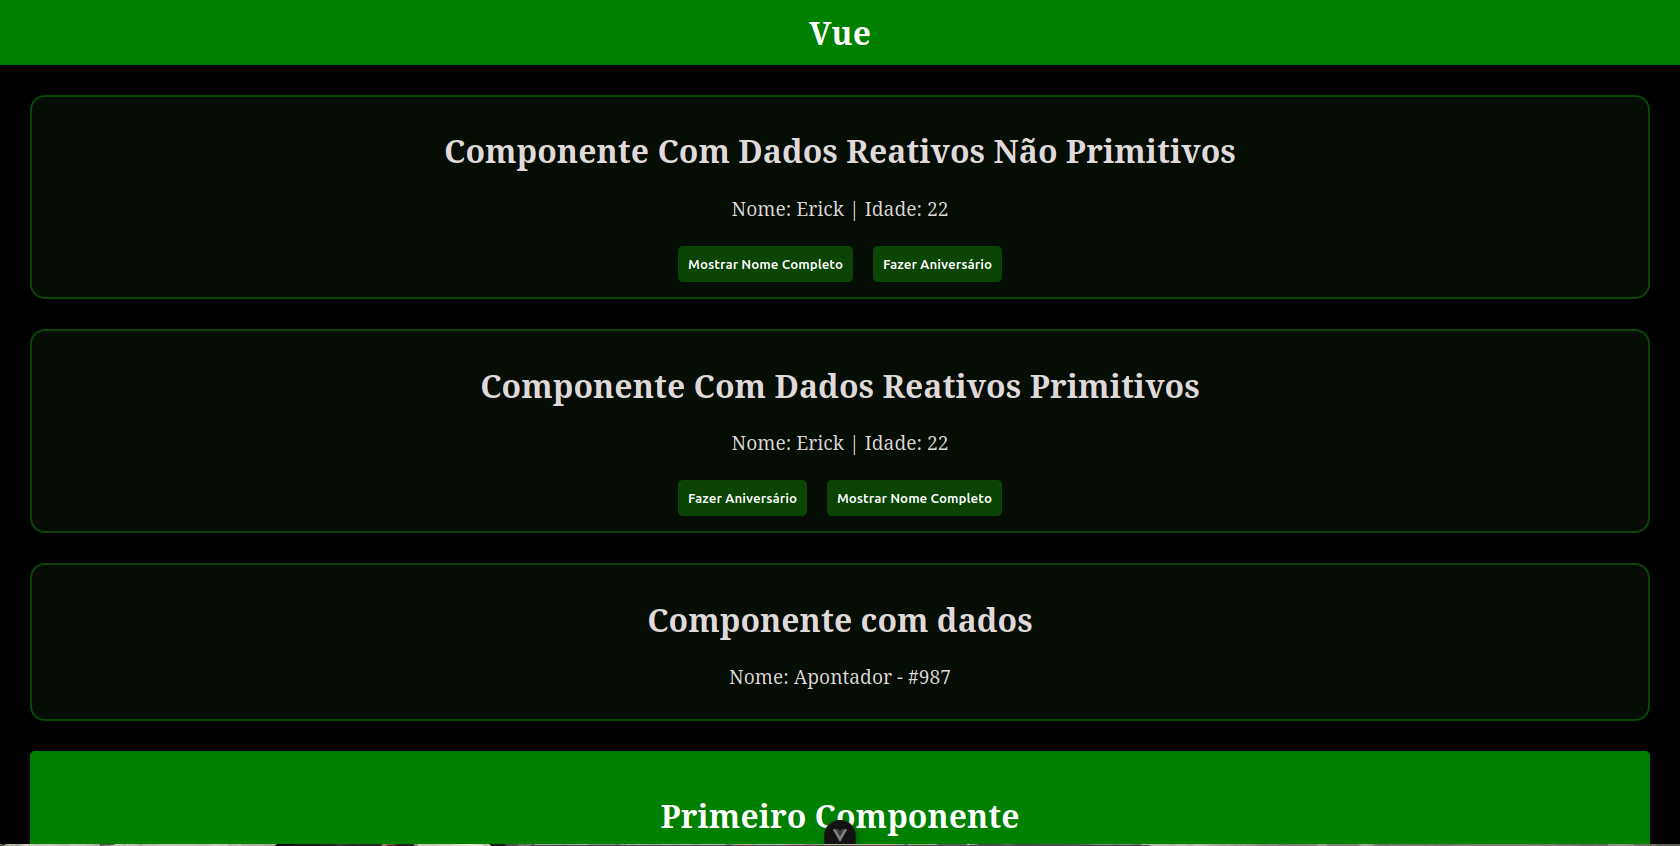 Vue
Componente Com Dados Reativos Não Primitivos
Nome: Erick | Idade: 22
Mostrar Nome Completo Fazer Aniversário
Componente Com Dados Reativos Primitivos
Nome: Erick | Idade: 22
Fazer Aniversário Mostrar Nome Completo
Componente com dados
Nome: Apontador - #987
Primeiro Componente